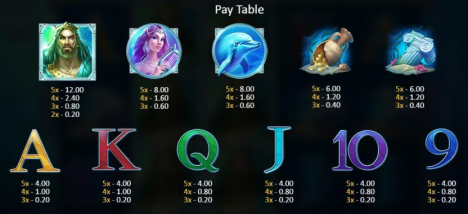 Pay Table
5x - 12.00
4x - 2.40
3x - 0.80
2x - 0.20
5x - 8.00
4x - 1.60
3x - 0.60
5x - 8.00
4x - 1.60
3x - 0.60
5x - 6.00
4x - 1.20
3x - 0.40
5x - 6.00
4x - 1.20
3x - 0.40
A
K
Q
J
10
9
5x - 4.00
4x - 1.00
3x - 0.20
5x - 4.00
4x - 1.00
3x - 0.20
5x - 4.00
4x - 0.80
3x - 0.20
5x - 4.00
4x - 0.80
3x - 0.20
5x - 4.00
4x - 0.80
3x - 0.20
5x - 4.00
4x - 0.80
3x - 0.20